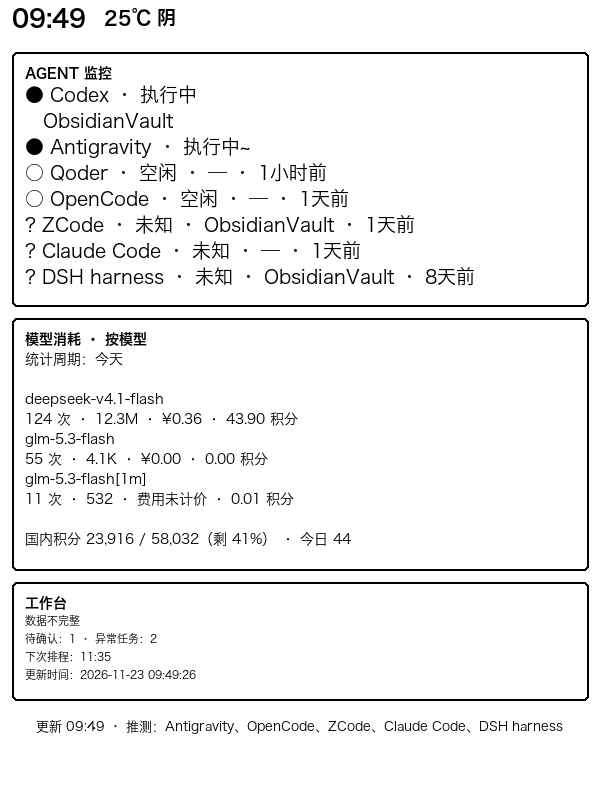 09:49 25℃ 阴
AGENT 监控
● Codex · 执行中
ObsidianVault
● Antigravity · 执行中~
○ Qoder · 空闲 · — · 1小时前
○ OpenCode · 空闲 · — · 1天前
? ZCode · 未知 · ObsidianVault · 1天前
? Claude Code · 未知 · — · 1天前
? DSH harness · 未知 · ObsidianVault · 8天前
模型消耗 · 按模型
统计周期：今天
deepseek-v4.1-flash
124 次 · 12.3M · ¥0.36 · 43.90 积分
glm-5.3-flash
55 次 · 4.1K · ¥0.00 · 0.00 积分
glm-5.3-flash[1m]
11 次 · 532 · 费用未计价 · 0.01 积分
国内积分 23,916 / 58,032（剩 41%） · 今日 44
工作台
数据不完整
待确认：1 · 异常任务：2
下次排程：11:35
更新时间：2026-11-23 09:49:26
更新 09:49 · 推测：Antigravity、OpenCode、ZCode、Claude Code、DSH harness